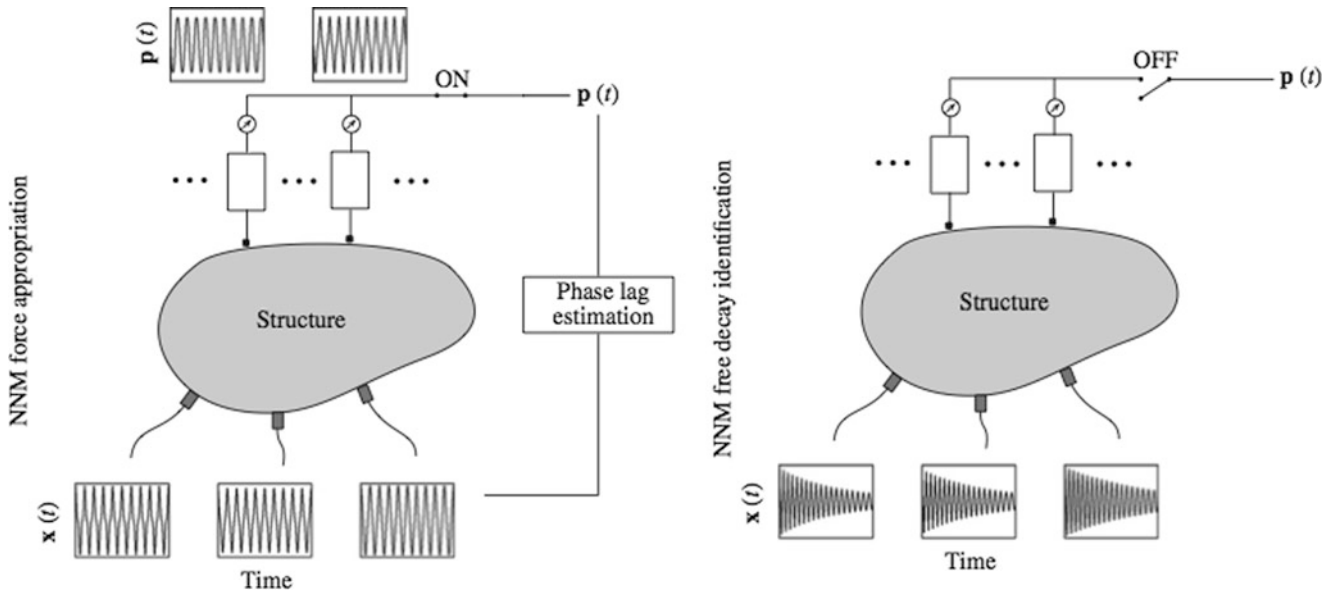 NNM force appropriation
p (t)
ON
p (t)
Structure
Phase lag
estimation
x (t)
Time
NNM free decay identification
OFF
p (t)
Structure
x (t)
Time